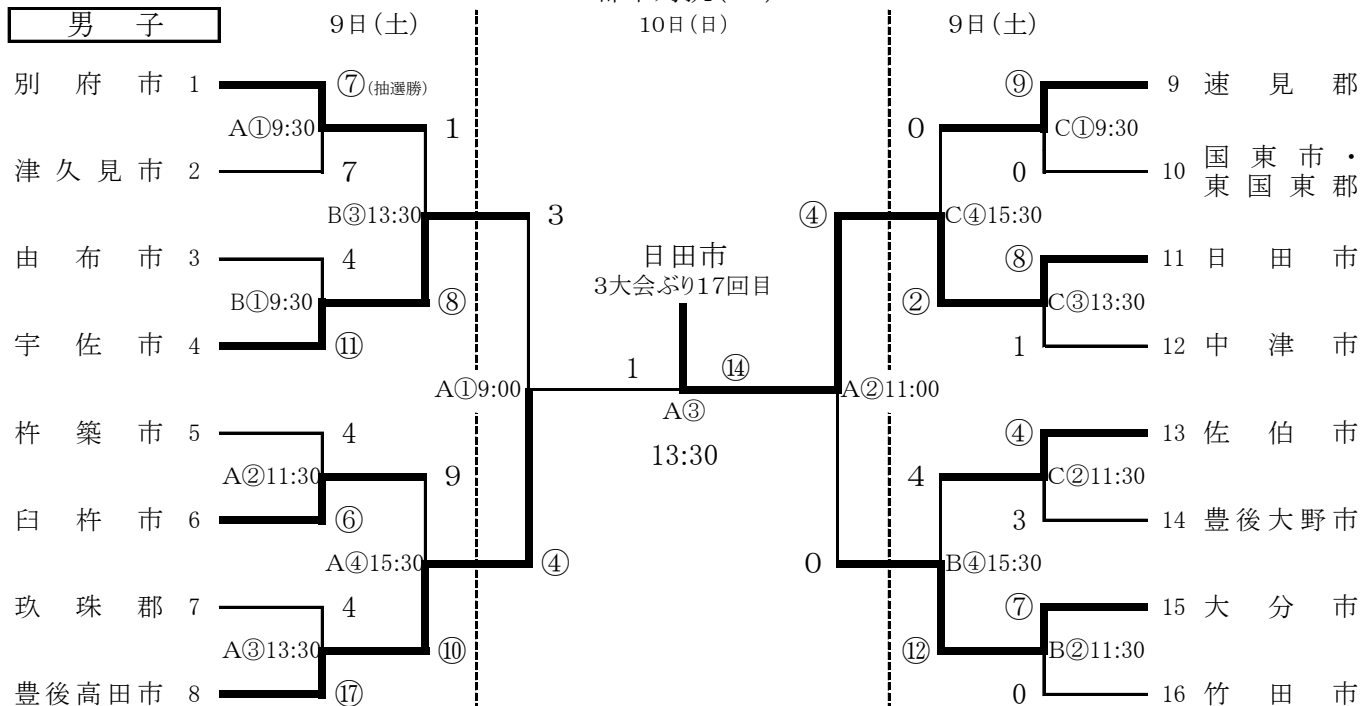 男子 9日(土) 10日(日) 9日(土)
別府市 1 ⑦(抽選勝) ⑨ 9 速見郡
A①9:30 1 0 C①9:30
津久見市 2 7 0 10 国東市・
東国東郡
B③13:30 3 ④ C④15:30
由布市 3 4 日田市 ⑧ 11 日田市
3大会ぶり17回目
B①9:30 ⑧ ② C③13:30
宇佐市 4 ⑪ 1 12 中津市
1 ⑭
A①9:00 A②11:00
A③
杵築市 5 4 ④ 13 佐伯市
13:30
A②11:30 9 4 C②11:30
臼杵市 6 ⑥ 3 14 豊後大野市
A④15:30 ④ 0 B④15:30
玖珠郡 7 4 ⑦ 15 大分市
A③13:30 ⑩ ⑫ B②11:30
豊後高田市 8 ⑰ 0 16 竹田市